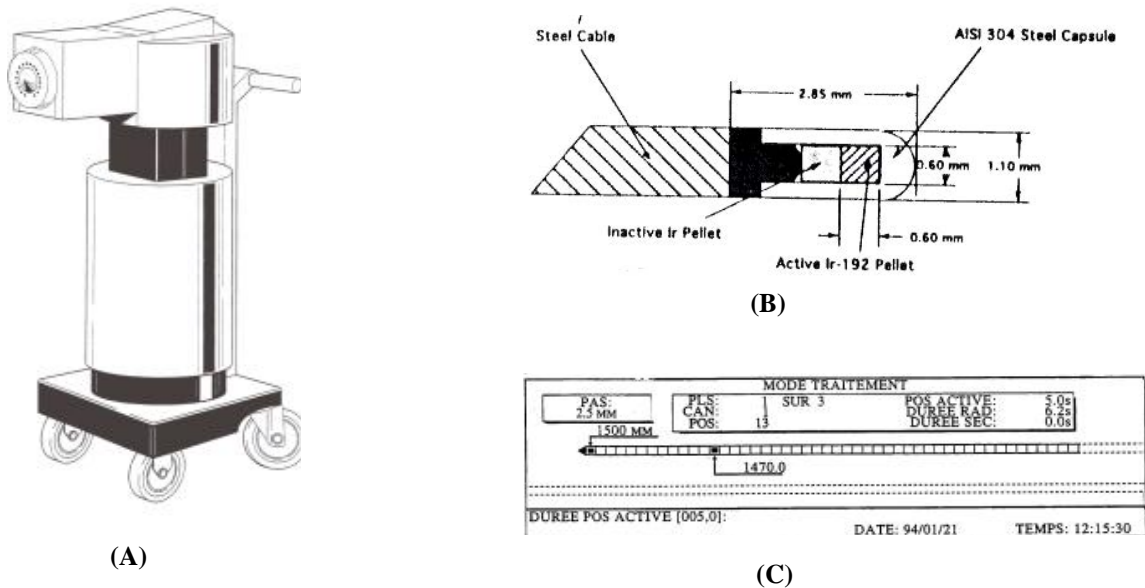 Steel Cable
AISI 304 Steel Capsule
2.85 mm
0.60 mm
1.10 mm
Inactive Ir Pellet
0.60 mm
Active Ir-192 Pellet
(B)
MODE TRAITEMENT
PAS:
2.5 MM
PLS: 1 SUR 3 POS ACTIVE: 5.0s
CAN: DUREE RAD: 6.2s
POS: 13 DUREE SEC: 0.0s
1500 MM
1470.0
DUREE POS ACTIVE [005,0]:
DATE: 94/01/21 TEMPS: 12:15:30
(A)
(C)